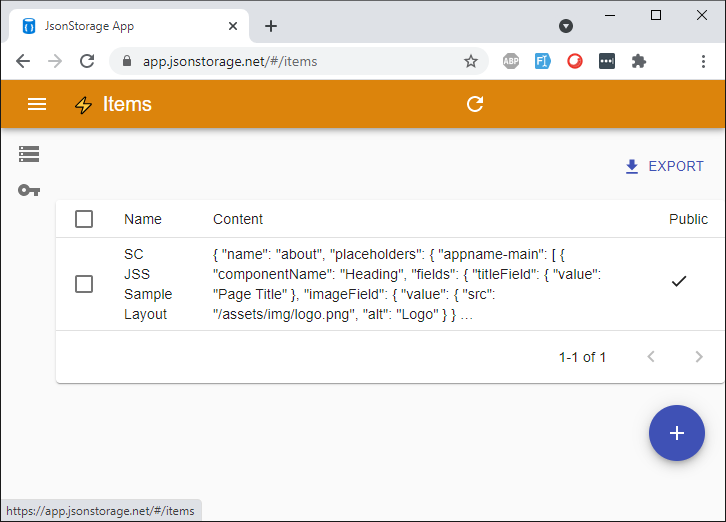 JsonStorage App
app.jsonstorage.net/#/items
ABP
Items
EXPORT
Name Content Public
SC
JSS
Sample
Layout
{ "name": "about", "placeholders": { "appname-main": [ {
"componentName": "Heading", "fields": { "titleField": { "value":
"Page Title" }, "imageField": { "value": { "src":
"/assets/img/logo.png", "alt": "Logo" } } ...
1-1 of 1
https://app.jsonstorage.net/#/items